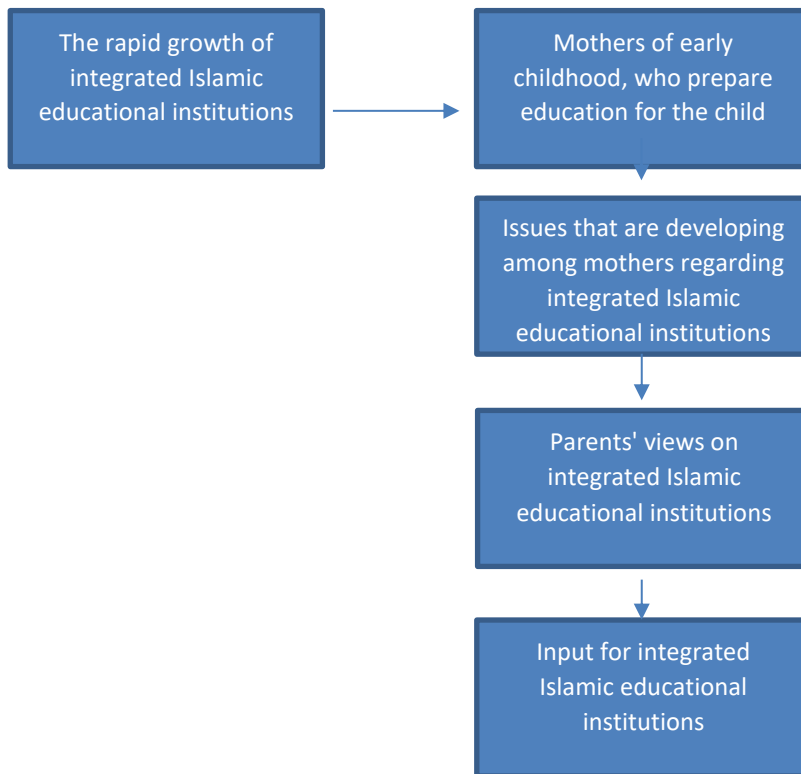 The rapid growth of
integrated Islamic
educational institutions
Mothers of early
childhood, who prepare
education for the child
Issues that are developing
among mothers regarding
integrated Islamic
educational institutions
Parents' views on
integrated Islamic
educational institutions
Input for integrated
Islamic educational
institutions